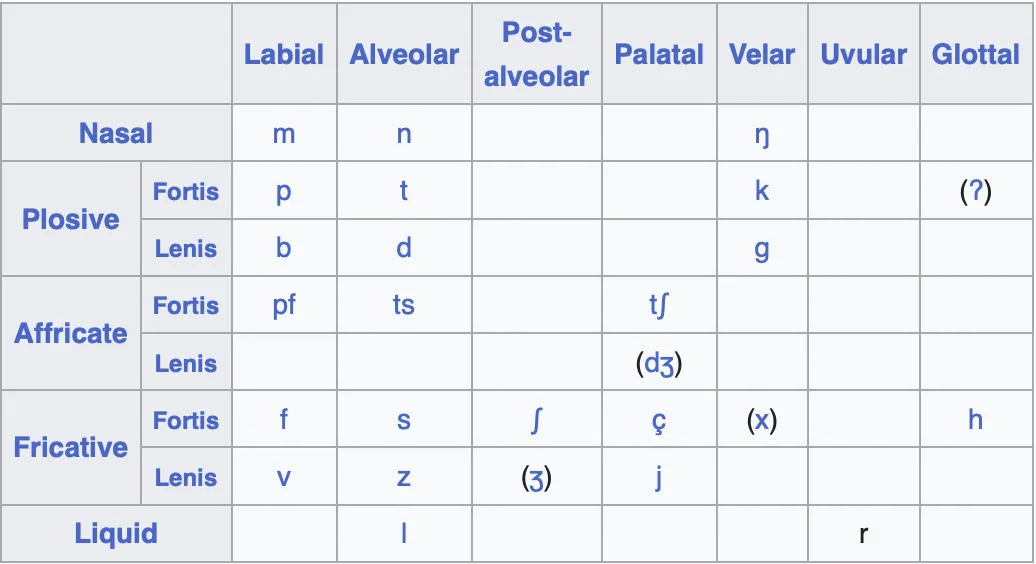 Labial Alveolar Post-alveolar Palatal Velar Uvular Glottal
Nasal m n ŋ
Plosive Fortis p t k (ʔ)
Lenis b d g
Affricate Fortis pf ts tʃ
Lenis (dʒ)
Fricative Fortis f s ʃ ç (x) h
Lenis v z (ʒ) j
Liquid l r